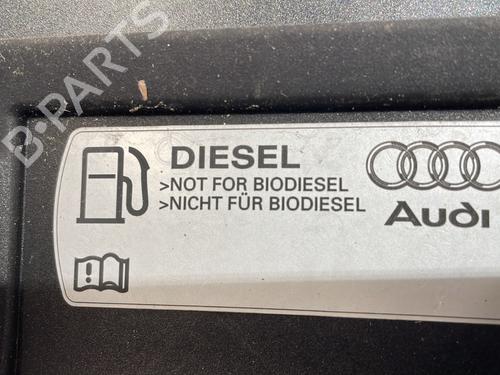 B-PARTS
DIESEL
>NOT FOR BIODIESEL
>NICHT FÜR BIODIESEL
Audi